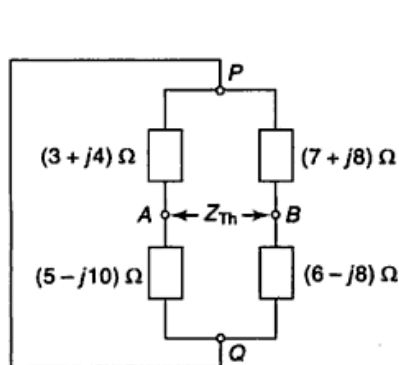 P
(3 + j4) Ω (7 + j8) Ω
A Z_Th B
(5 – j10) Ω (6 – j8) Ω
Q